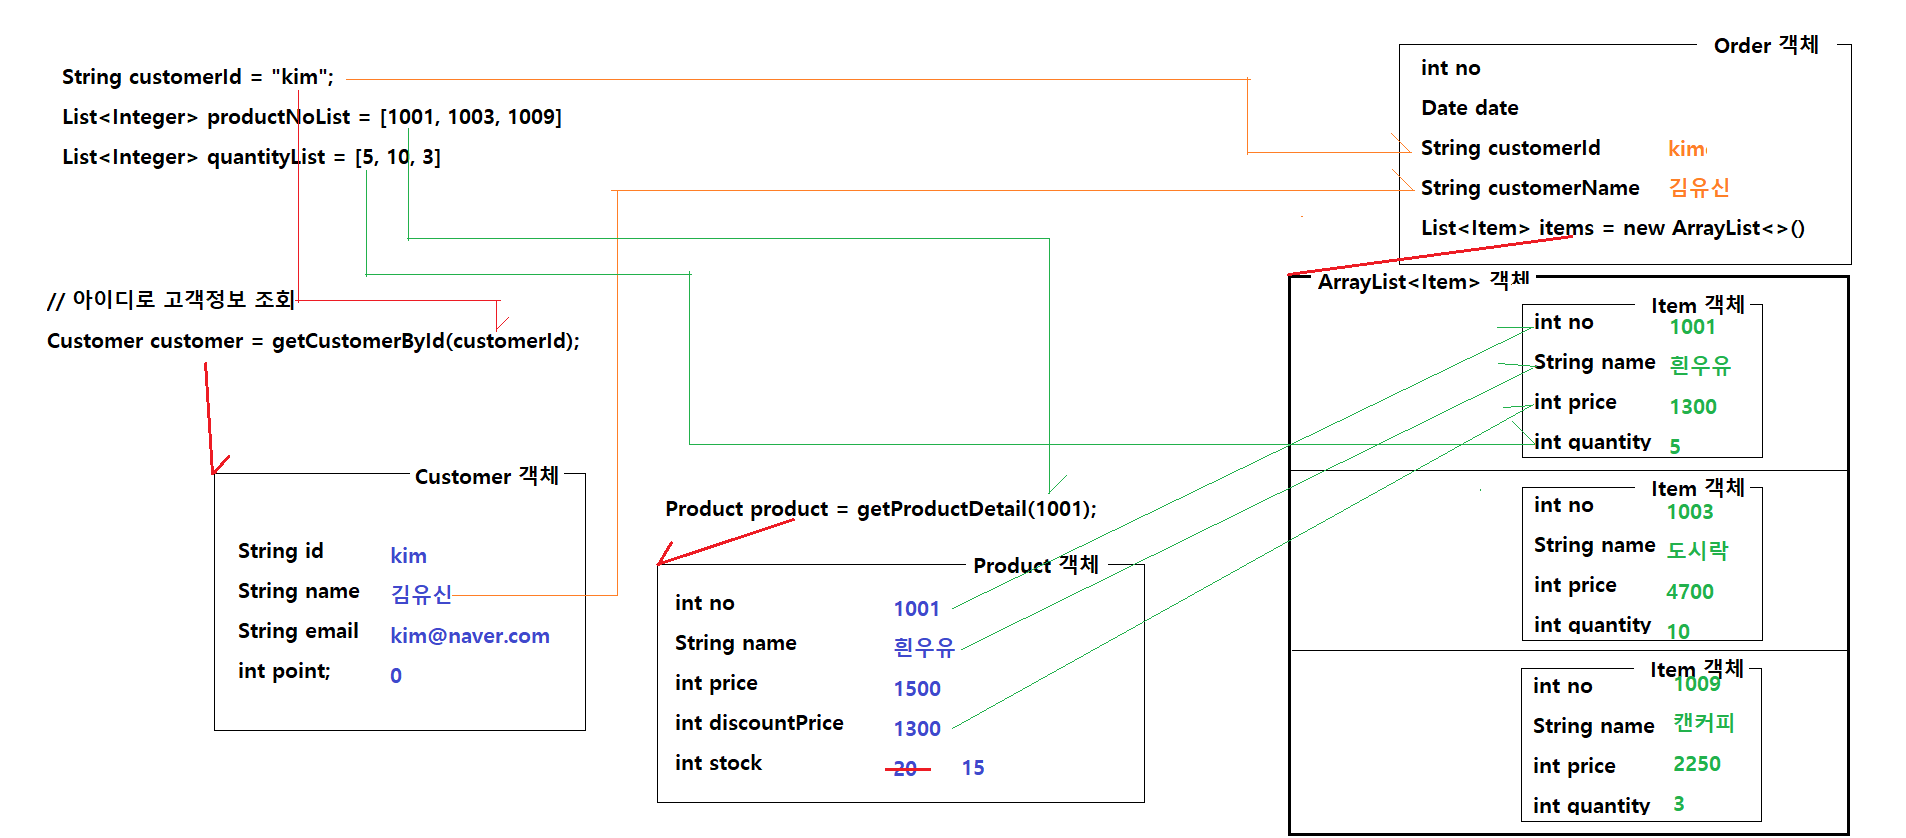 String customerId = "kim";
List<Integer> productNoList = [1001, 1003, 1009]
List<Integer> quantityList = [5, 10, 3]
// 아이디로 고객정보 조회
Customer customer = getCustomerById(customerId);
Customer 객체
String id kim
String name 김유신
String email kim@naver.com
int point; 0
Product product = getProductDetail(1001);
Product 객체
int no 1001
String name 흰우유
int price 1500
int discountPrice 1300
int stock 20 15
Order 객체
int no
Date date
String customerId kim
String customerName 김유신
List<Item> items = new ArrayList<>()
ArrayList<Item> 객체
Item 객체
int no 1001
String name 흰우유
int price 1300
int quantity 5
Item 객체
int no 1003
String name 도시락
int price 4700
int quantity 10
Item 객체
int no 1009
String name 캔커피
int price 2250
int quantity 3